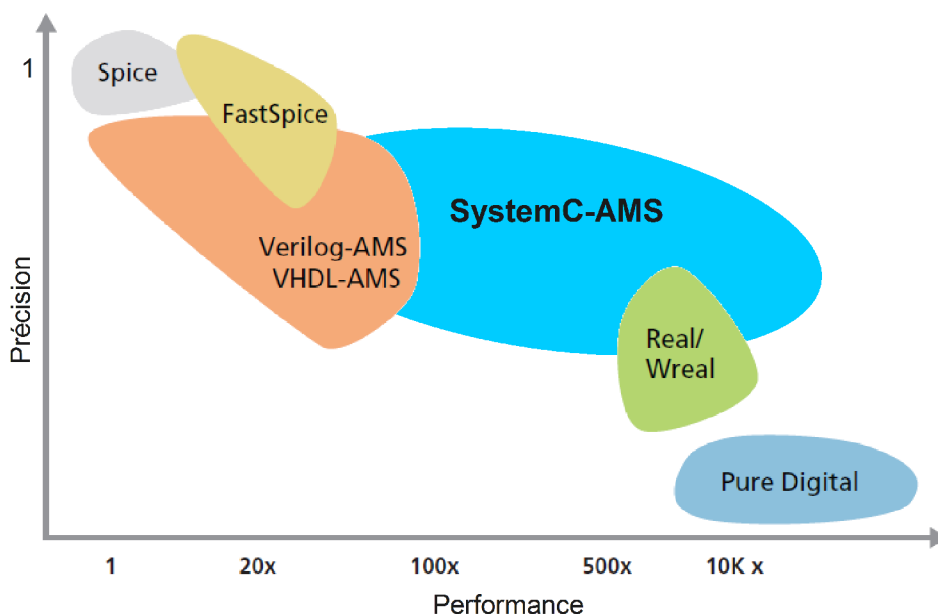 1
Spice
FastSpice
SystemC-AMS
Verilog-AMS
VHDL-AMS
Précision
Real/
Wreal
Pure Digital
1 20x 100x 500x 10K x
Performance